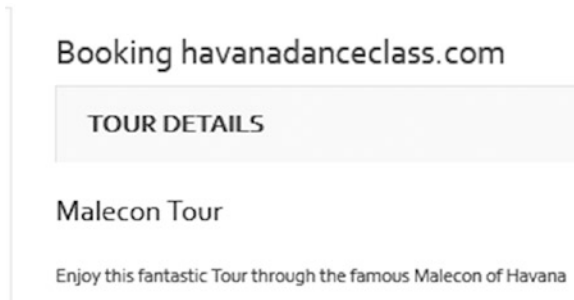 Booking havanadanceclass.com
TOUR DETAILS
Malecon Tour
Enjoy this fantastic Tour through the famous Malecon of Havana